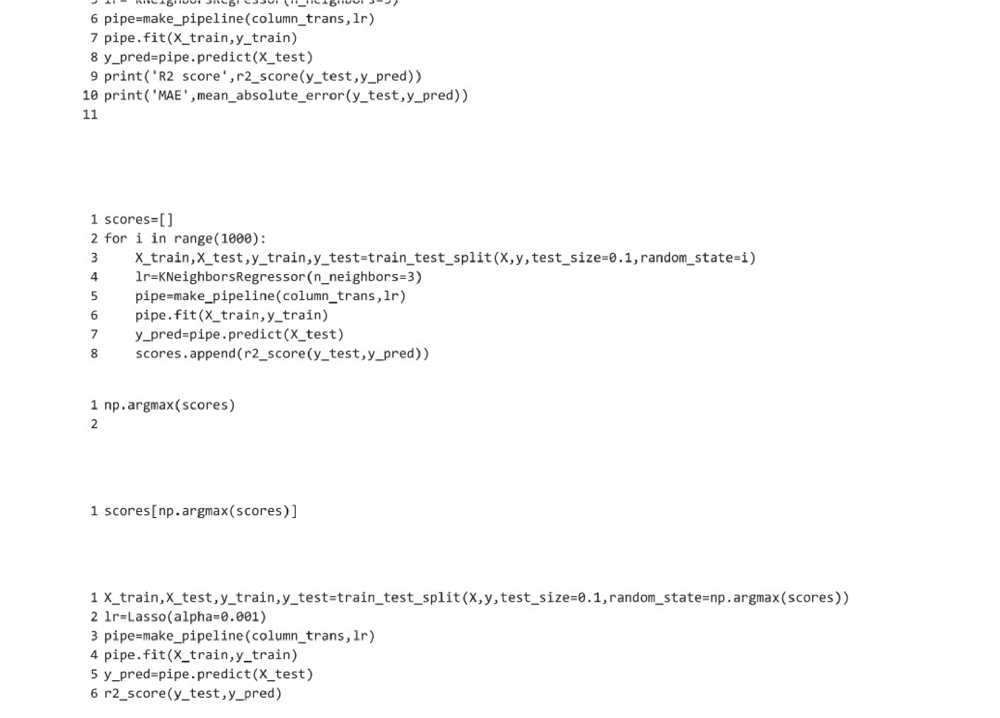 5 lr= KNeighborsRegressor(n_neighbors=3)
6 pipe=make_pipeline(column_trans,lr)
7 pipe.fit(X_train,y_train)
8 y_pred=pipe.predict(X_test)
9 print('R2 score',r2_score(y_test,y_pred))
10 print('MAE',mean_absolute_error(y_test,y_pred))
11
1 scores=[]
2 for i in range(1000):
3     X_train,X_test,y_train,y_test=train_test_split(X,y,test_size=0.1,random_state=i)
4     lr=KNeighborsRegressor(n_neighbors=3)
5     pipe=make_pipeline(column_trans,lr)
6     pipe.fit(X_train,y_train)
7     y_pred=pipe.predict(X_test)
8     scores.append(r2_score(y_test,y_pred))
1 np.argmax(scores)
2
1 scores[np.argmax(scores)]
1 X_train,X_test,y_train,y_test=train_test_split(X,y,test_size=0.1,random_state=np.argmax(scores))
2 lr=Lasso(alpha=0.001)
3 pipe=make_pipeline(column_trans,lr)
4 pipe.fit(X_train,y_train)
5 y_pred=pipe.predict(X_test)
6 r2_score(y_test,y_pred)